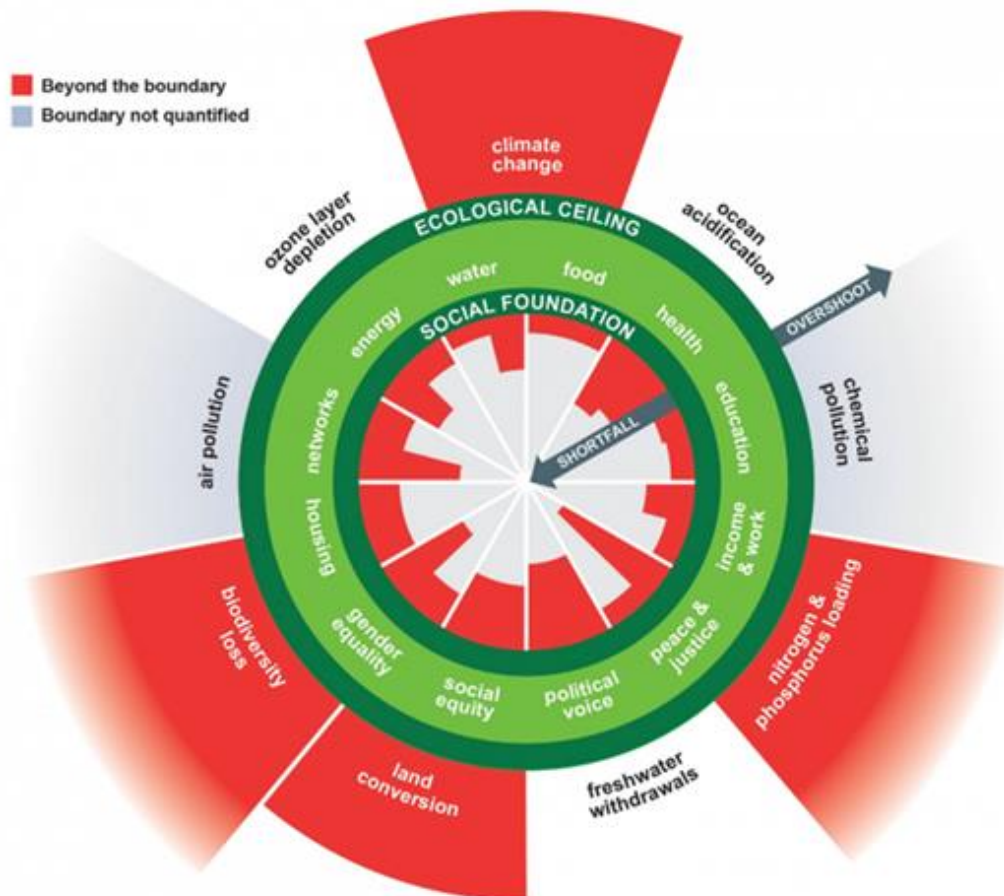 Beyond the boundary
Boundary not quantified
climate
change
ozone layer
depletion
ocean
acidification
ECOLOGICAL CEILING
water
food
energy
health
SOCIAL FOUNDATION
OVERSHOOT
SHORTFALL
networks
education
air pollution
chemical
pollution
housing
income
& work
gender
equality
peace &
justice
social
equity
political
voice
biodiversity
loss
nitrogen &
phosphorus loading
land
conversion
freshwater
withdrawals